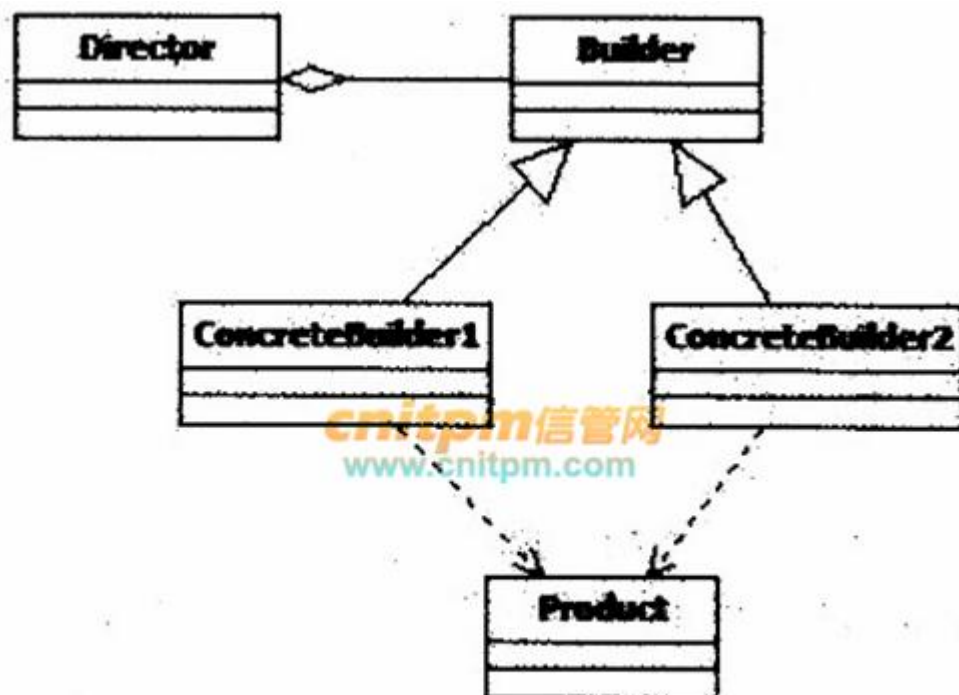 Director
Builder
ConcreteBuilder1
ConcreteBuilder2
cnitpm信管网
www.cnitpm.com
Product